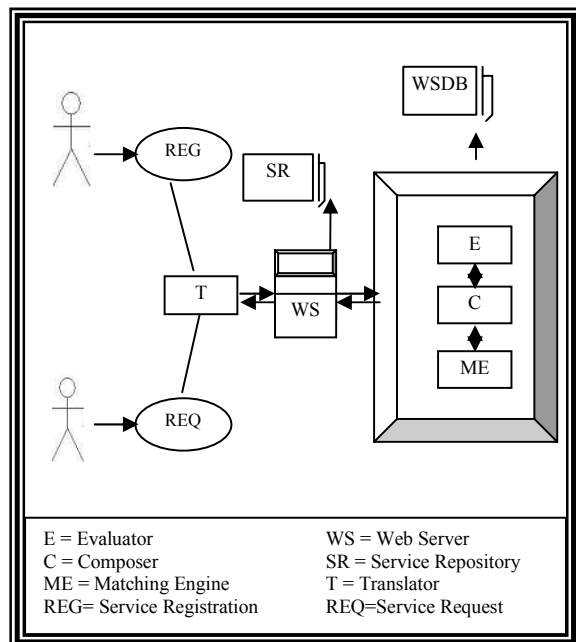 WSDB
REG
SR
E
T
WS
C
ME
REQ
E = Evaluator
C = Composer
ME = Matching Engine
REG= Service Registration
WS = Web Server
SR = Service Repository
T = Translator
REQ=Service Request